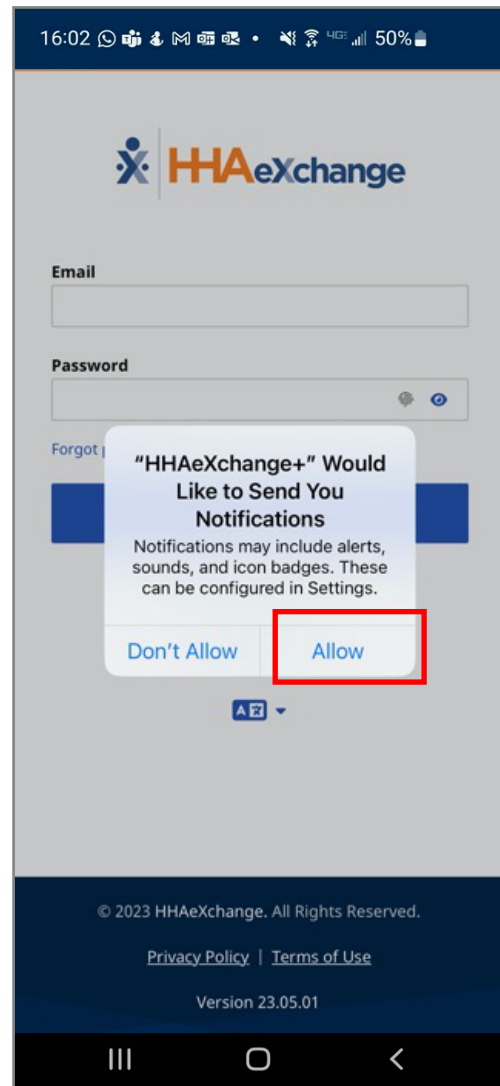 16:02 4GE 50%
HHAeXchange
Email
Password
Forgot
"HHAeXchange+" Would
Like to Send You
Notifications
Notifications may include alerts,
sounds, and icon badges. These
can be configured in Settings.
Don't Allow Allow
A
© 2023 HHAeXchange. All Rights Reserved.
Privacy Policy | Terms of Use
Version 23.05.01